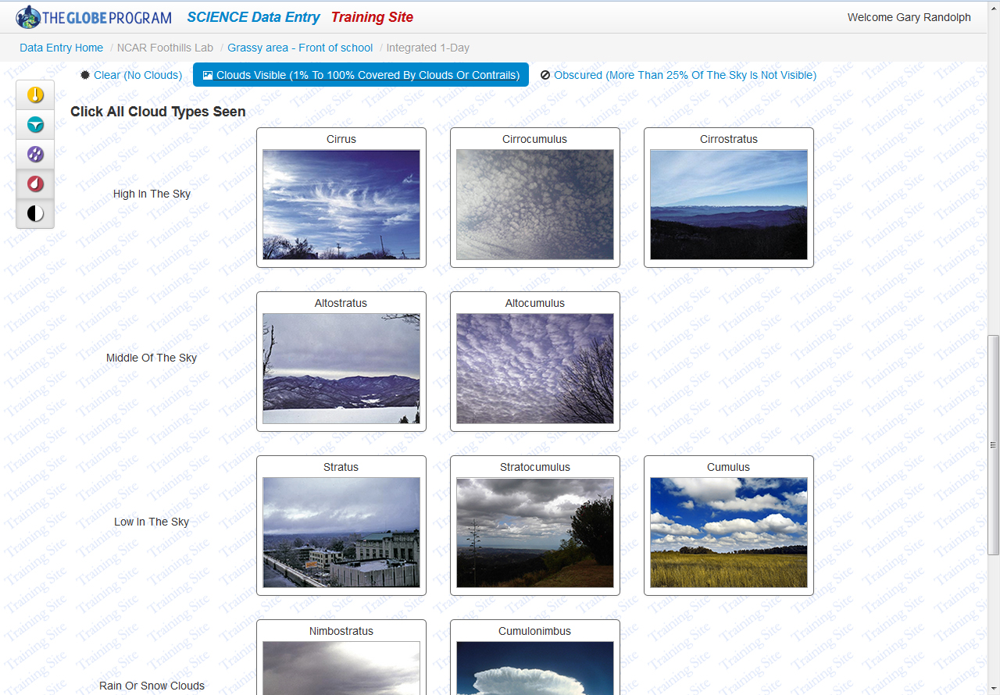 THE GLOBE PROGRAM SCIENCE Data Entry Training Site Welcome Gary Randolph
Data Entry Home / NCAR Foothills Lab / Grassy area - Front of school / Integrated 1-Day
Clear (No Clouds) Clouds Visible (1% To 100% Covered By Clouds Or Contrails) Obscured (More Than 25% Of The Sky Is Not Visible)
Click All Cloud Types Seen
Cirrus Cirrocumulus Cirrostratus
High In The Sky
Altostratus Altocumulus
Middle Of The Sky
Stratus Stratocumulus Cumulus
Low In The Sky
Nimbostratus Cumulonimbus
Rain Or Snow Clouds
Training Site